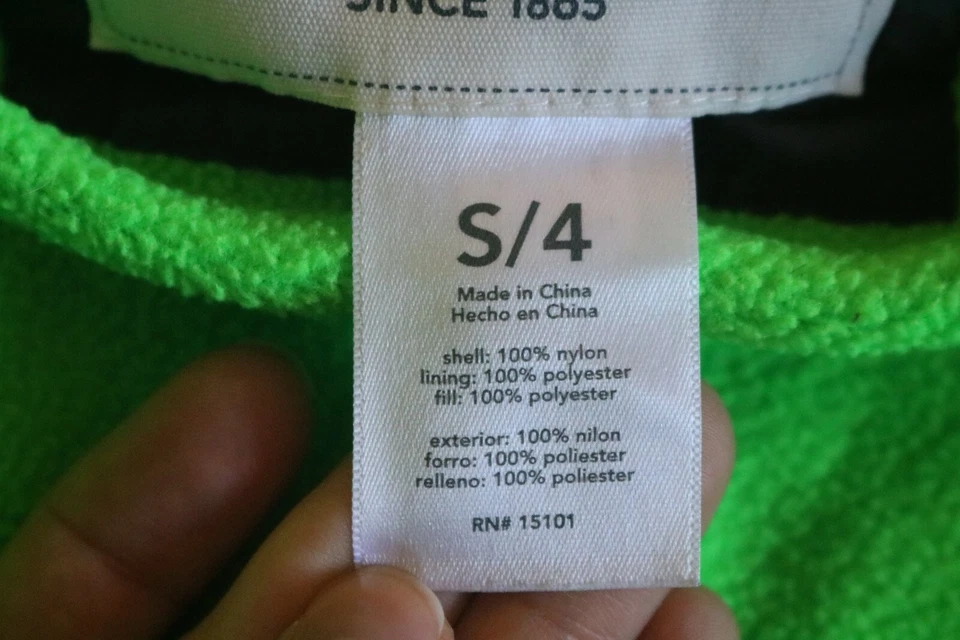 SINCE 1865
S/4
Made in China
Hecho en China
shell: 100% nylon
lining: 100% polyester
fill: 100% polyester
exterior: 100% nilon
forro: 100% poliester
relleno: 100% poliester
RN# 15101